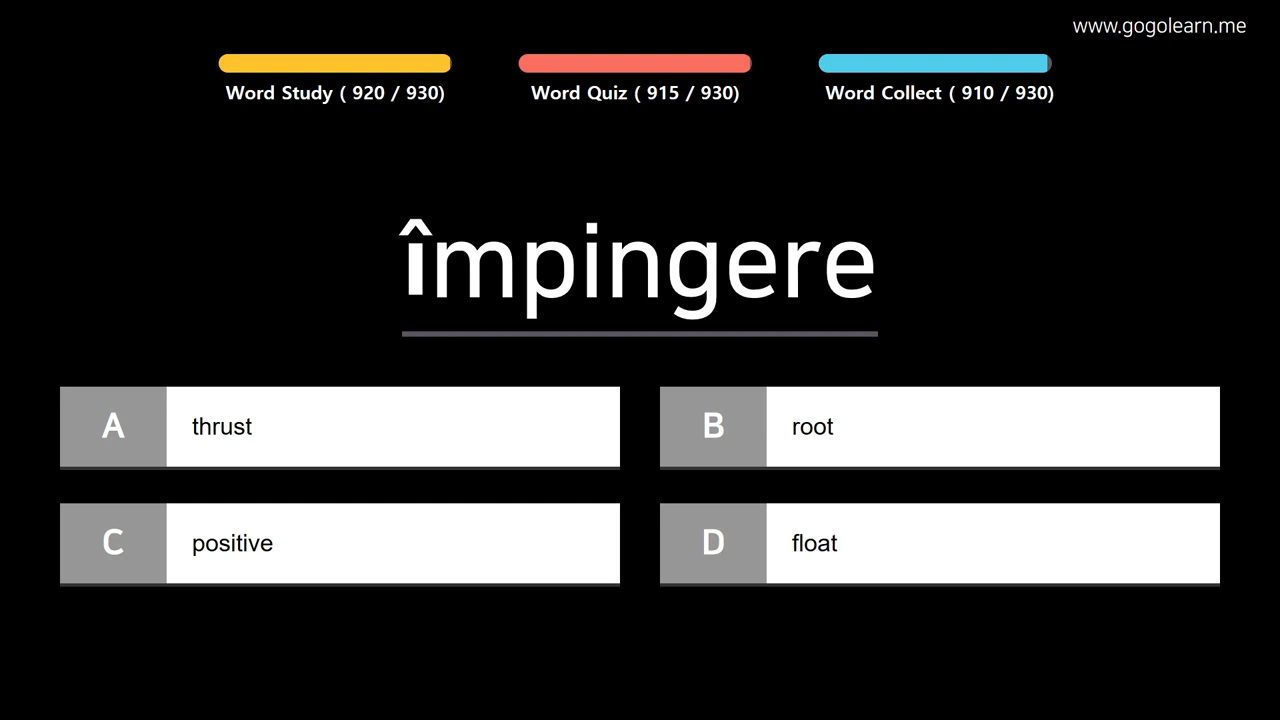 www.gogolearn.me
Word Study ( 920 / 930)
Word Quiz ( 915 / 930)
Word Collect ( 910 / 930)
împingere
A thrust
B root
C positive
D float